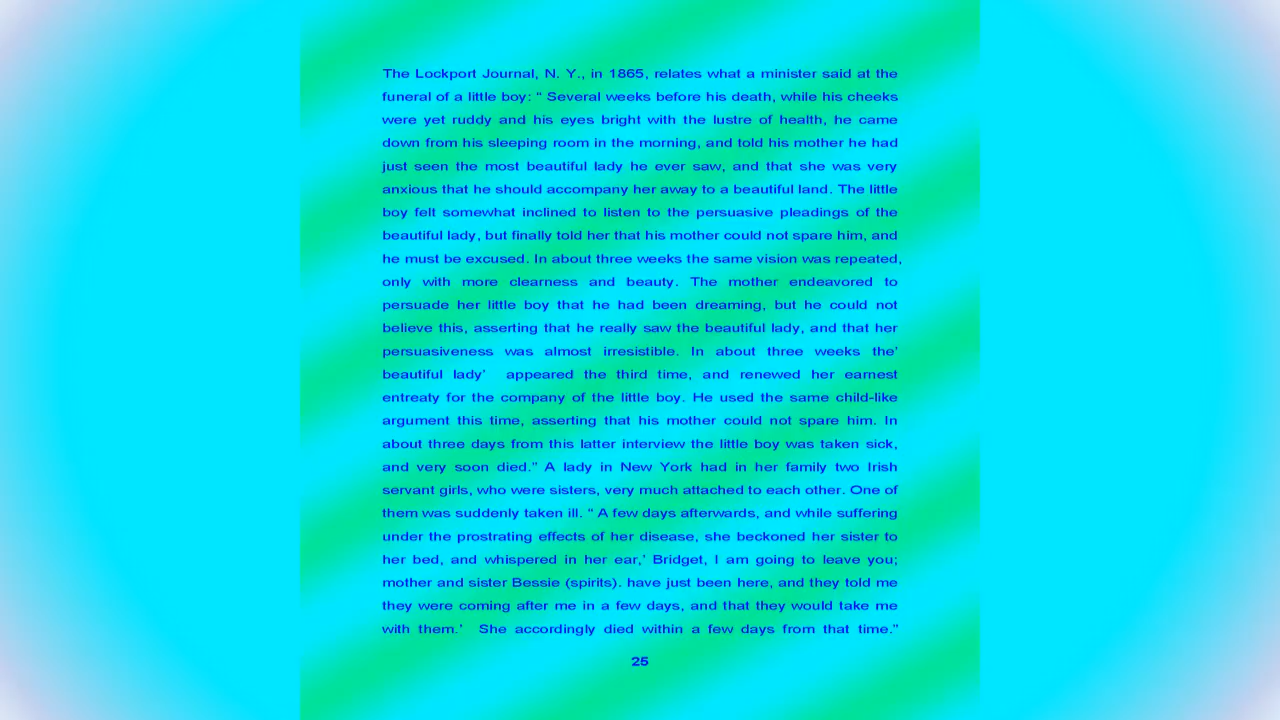 The Lockport Journal, N. Y., in 1865, relates what a minister said at the
funeral of a little boy: “ Several weeks before his death, while his cheeks
were yet ruddy and his eyes bright with the lustre of health, he came
down from his sleeping room in the morning, and told his mother he had
just seen the most beautiful lady he ever saw, and that she was very
anxious that he should accompany her away to a beautiful land. The little
boy felt somewhat inclined to listen to the persuasive pleadings of the
beautiful lady, but finally told her that his mother could not spare him, and
he must be excused. In about three weeks the same vision was repeated,
only with more clearness and beauty. The mother endeavored to
persuade her little boy that he had been dreaming, but he could not
believe this, asserting that he really saw the beautiful lady, and that her
persuasiveness was almost irresistible. In about three weeks the’
beautiful lady’ appeared the third time, and renewed her earnest
entreaty for the company of the little boy. He used the same child-like
argument this time, asserting that his mother could not spare him. In
about three days from this latter interview the little boy was taken sick,
and very soon died.” A lady in New York had in her family two Irish
servant girls, who were sisters, very much attached to each other. One of
them was suddenly taken ill. “ A few days afterwards, and while suffering
under the prostrating effects of her disease, she beckoned her sister to
her bed, and whispered in her ear,’ Bridget, I am going to leave you;
mother and sister Bessie (spirits). have just been here, and they told me
they were coming after me in a few days, and that they would take me
with them.’ She accordingly died within a few days from that time.”
25